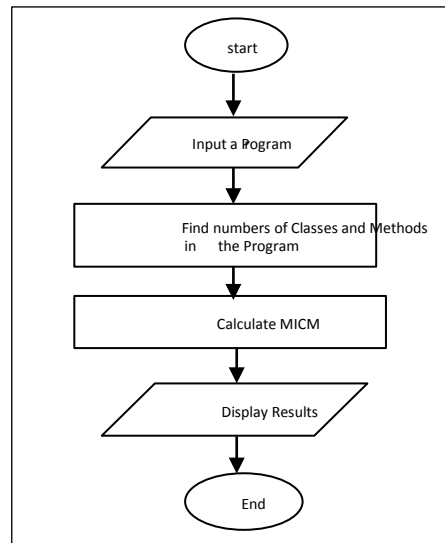 start
Input a Program
Find numbers of Classes and Methods
in the Program
Calculate MICM
Display Results
End